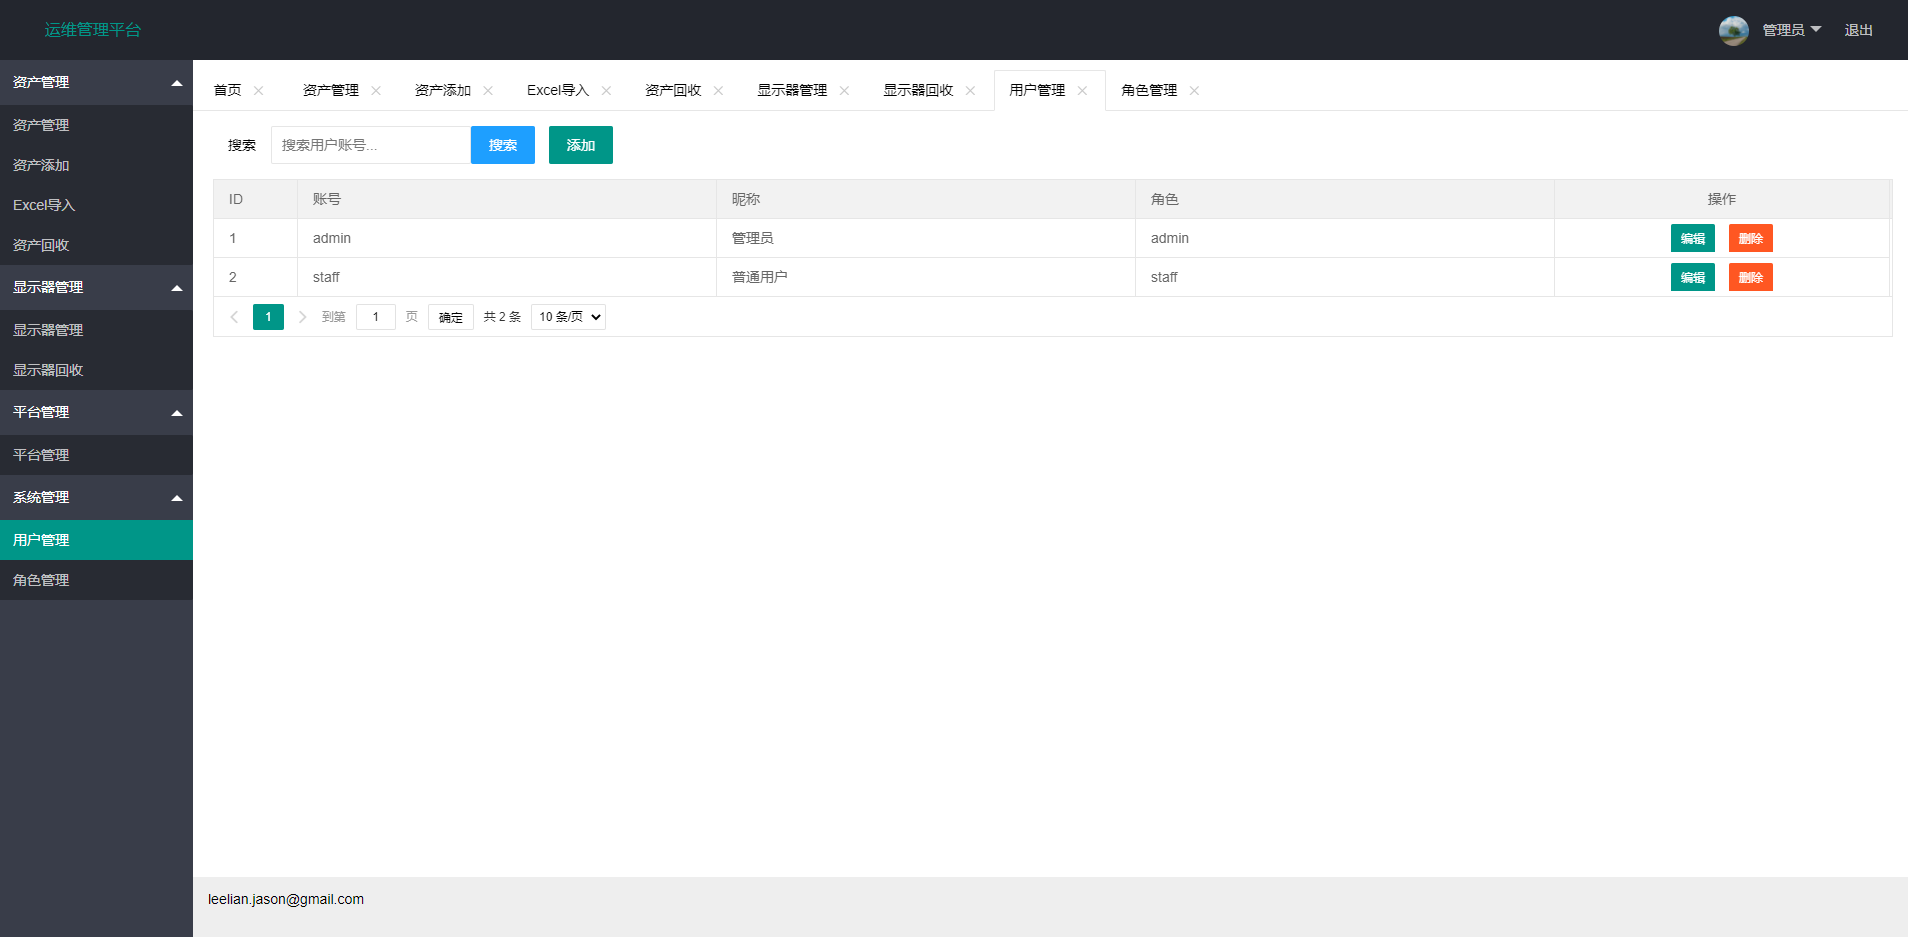 运维管理平台
管理员 退出
资产管理
资产管理
资产添加
Excel导入
资产回收
显示器管理
显示器管理
显示器回收
平台管理
平台管理
系统管理
用户管理
角色管理
首页 资产管理 资产添加 Excel导入 资产回收 显示器管理 显示器回收 用户管理 角色管理
搜索 搜索用户账号... 搜索 添加
ID 账号 昵称 角色 操作
1 admin 管理员 admin 编辑 删除
2 staff 普通用户 staff 编辑 删除
1 到第 1 页 确定 共 2 条 10 条/页
leelian.jason@gmail.com